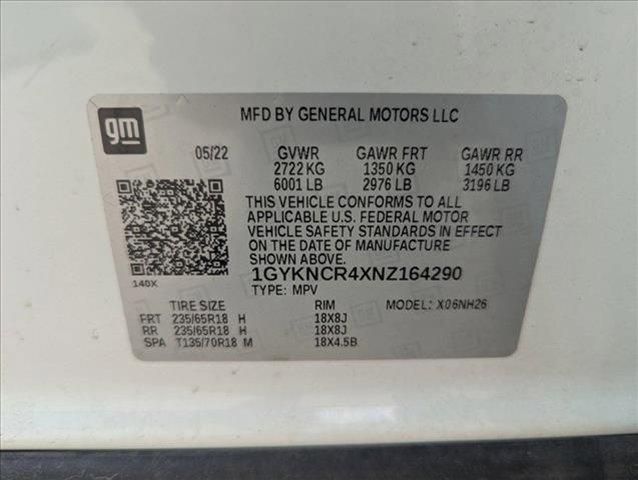 gm
MFD BY GENERAL MOTORS LLC
05/22 GVWR GAWR FRT GAWR RR
2722 KG 1350 KG 1450 KG
6001 LB 2976 LB 3196 LB
THIS VEHICLE CONFORMS TO ALL
APPLICABLE U.S. FEDERAL MOTOR
VEHICLE SAFETY STANDARDS IN EFFECT
ON THE DATE OF MANUFACTURE
SHOWN ABOVE.
1GYKNCR4XNZ164290
140X
TYPE: MPV
TIRE SIZE RIM MODEL: X06NH26
FRT 235/65R18 H 18X8J
RR 235/65R18 H 18X8J
SPA T135/70R18 M 18X4.5B